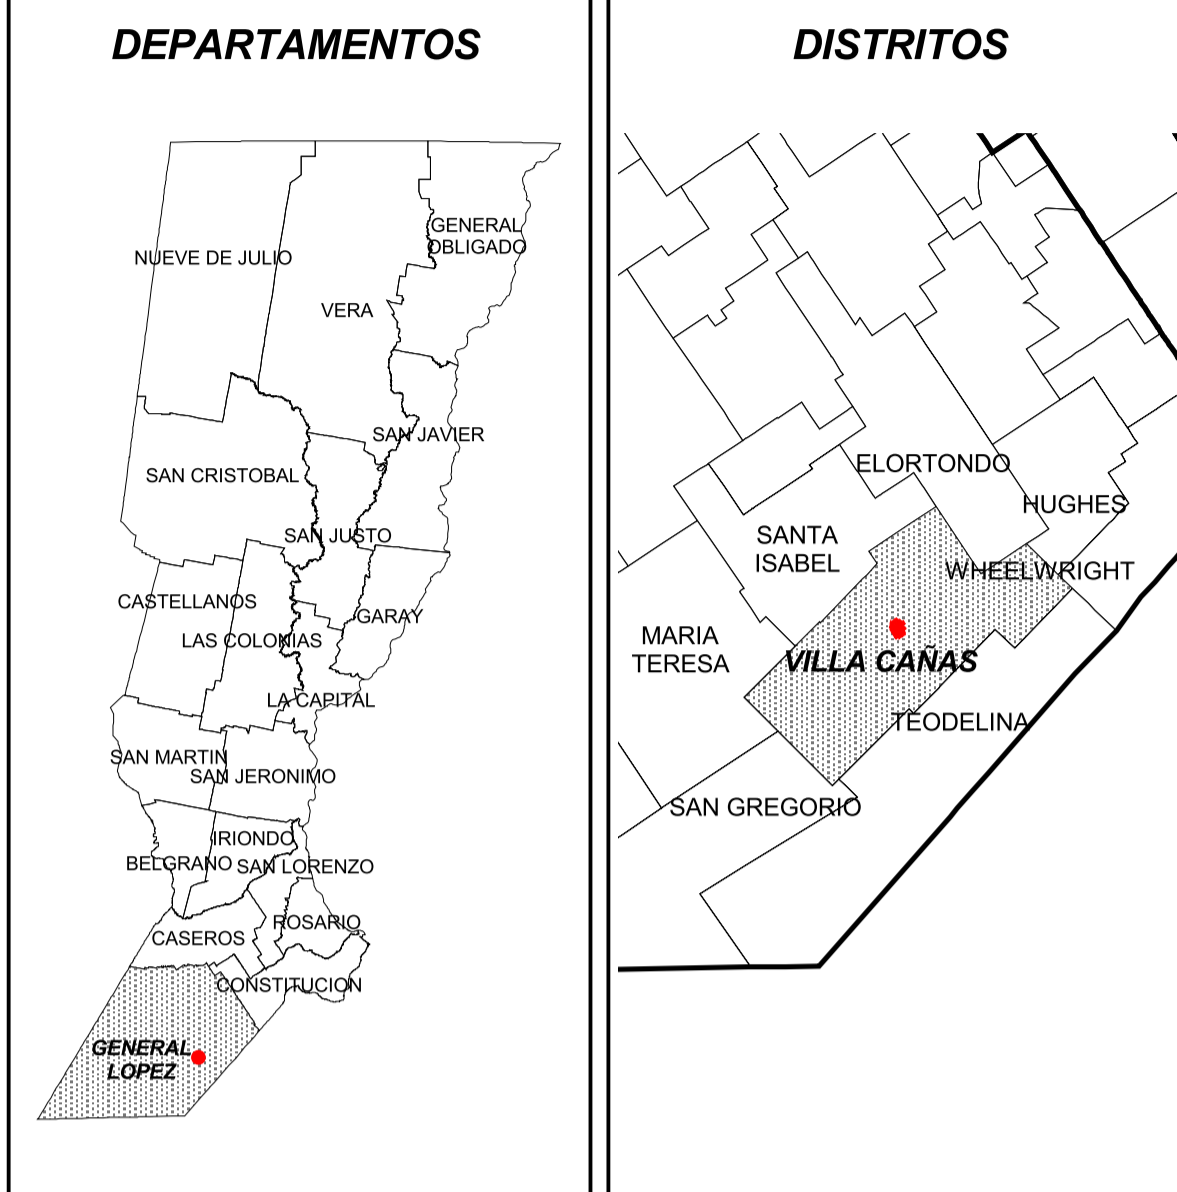 DEPARTAMENTOS
GENERAL
OBLIGADO
NUEVE DE JULIO
VERA
SAN JAVIER
SAN CRISTOBAL
SAN JUSTO
CASTELLANOS
GARAY
LAS COLONIAS
LA CAPITAL
SAN MARTIN
SAN JERONIMO
IRIONDO
BELGRANO
SAN LORENZO
ROSARIO
CASEROS
CONSTITUCION
GENERAL
LOPEZ
DISTRITOS
ELORTONDO
HUGHES
SANTA
ISABEL
WHEELWRIGHT
MARIA
TERESA
VILLA CAÑAS
TEODELINA
SAN GREGORIO